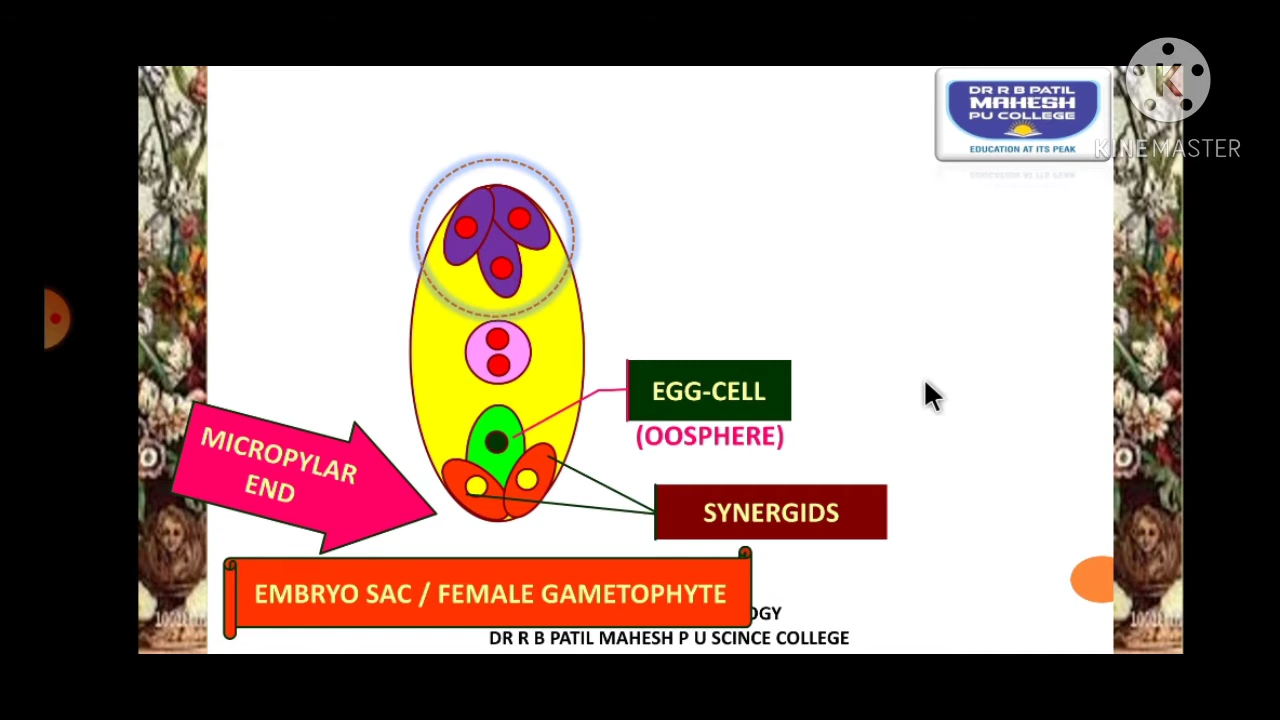 DR R B PATIL
MAHESH
PU COLLEGE
EDUCATION AT ITS PEAK
KINEMASTER
EGG-CELL
(OOSPHERE)
MICROPYLAR
END
SYNERGIDS
EMBRYO SAC / FEMALE GAMETOPHYTE
OGY
DR R B PATIL MAHESH P U SCINCE COLLEGE